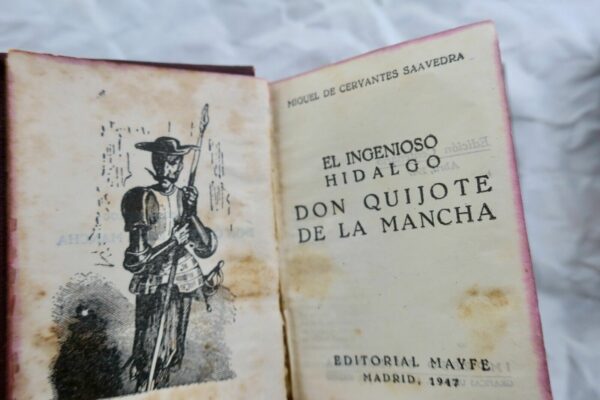 MIGUEL DE CERVANTES SAAVEDRA
EL INGENIOSO
HIDALGO
DON QUIJOTE
DE LA MANCHA
EDITORIAL MAYFE
MADRID, 1947